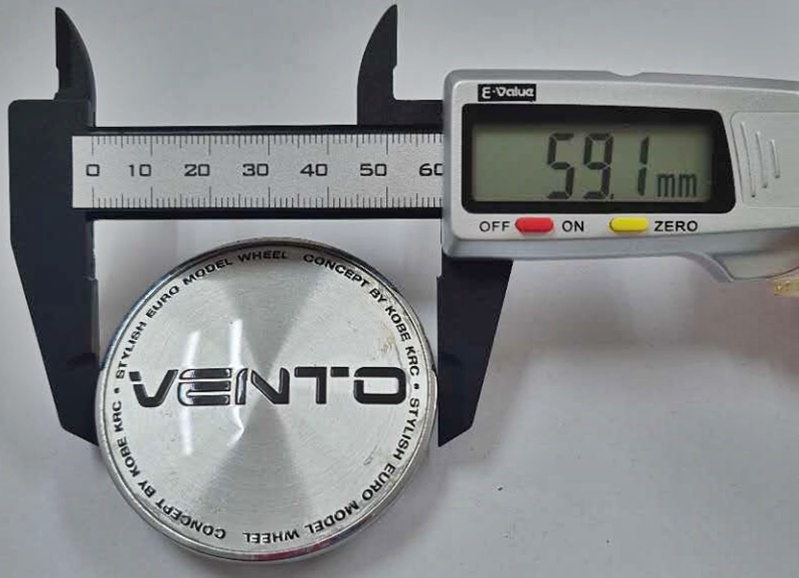 E-Value
0 10 20 30 40 50 60
59.1 mm
OFF ON ZERO
STYLISH EURO MODEL WHEEL CONCEPT BY KOBE KRC • STYLISH EURO MODEL WHEEL CONCEPT BY KOBE KRC •
VENTO